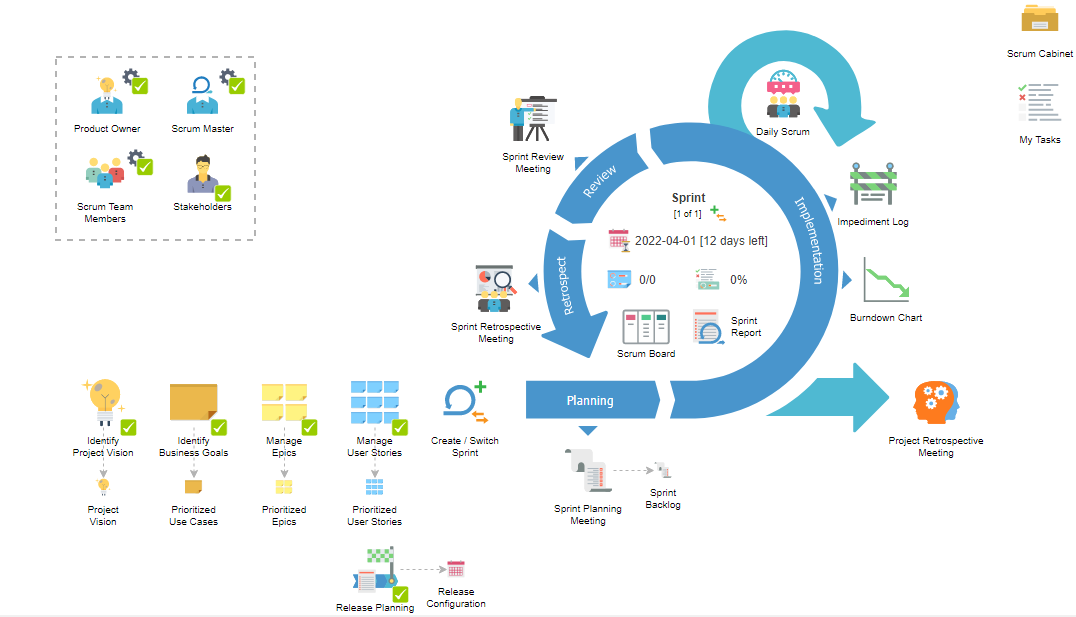 Scrum Cabinet
My Tasks
Product Owner
Scrum Master
Scrum Team
Members
Stakeholders
Sprint Review
Meeting
Daily Scrum
Review
Implementation
Retrospect
Sprint
[1 of 1]
2022-04-01 [12 days left]
0/0
0%
Scrum Board
Sprint
Report
Impediment Log
Burndown Chart
Sprint Retrospective
Meeting
Identify
Project Vision
Identify
Business Goals
Manage
Epics
Manage
User Stories
Create / Switch
Sprint
Planning
Project Retrospective
Meeting
Project
Vision
Prioritized
Use Cases
Prioritized
Epics
Prioritized
User Stories
Sprint Planning
Meeting
Sprint
Backlog
Release Planning
Release
Configuration